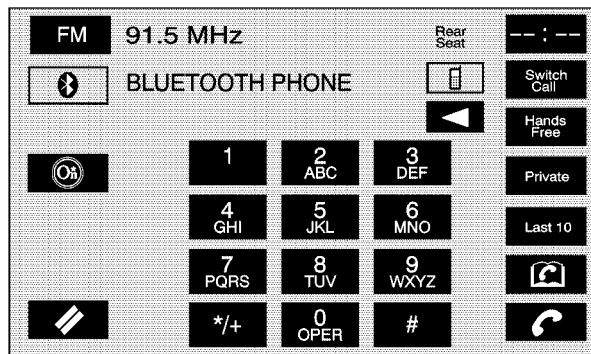 FM 91.5 MHz Rear Seat --:--
BLUETOOTH PHONE Switch Call
Hands Free
1 2 ABC 3 DEF Private
On
4 GHI 5 JKL 6 MNO Last 10
7 PQRS 8 TUV 9 WXYZ
*/+ 0 OPER #